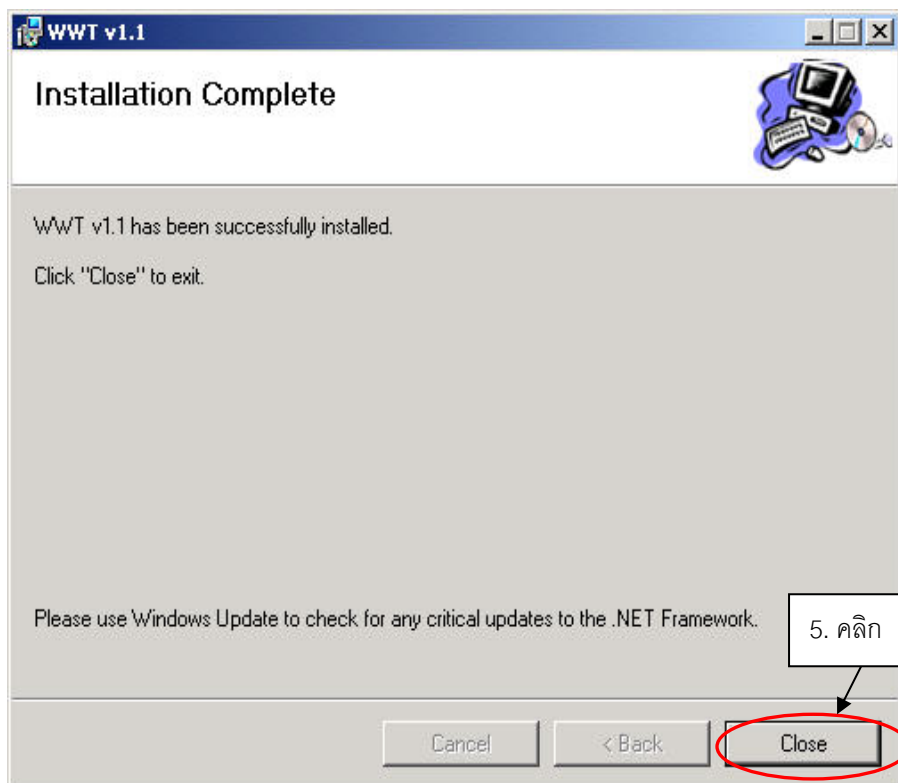 WWT v1.1
Installation Complete
WWT v1.1 has been successfully installed.
Click "Close" to exit.
Please use Windows Update to check for any critical updates to the .NET Framework.
5. คลิก
Cancel
< Back
Close